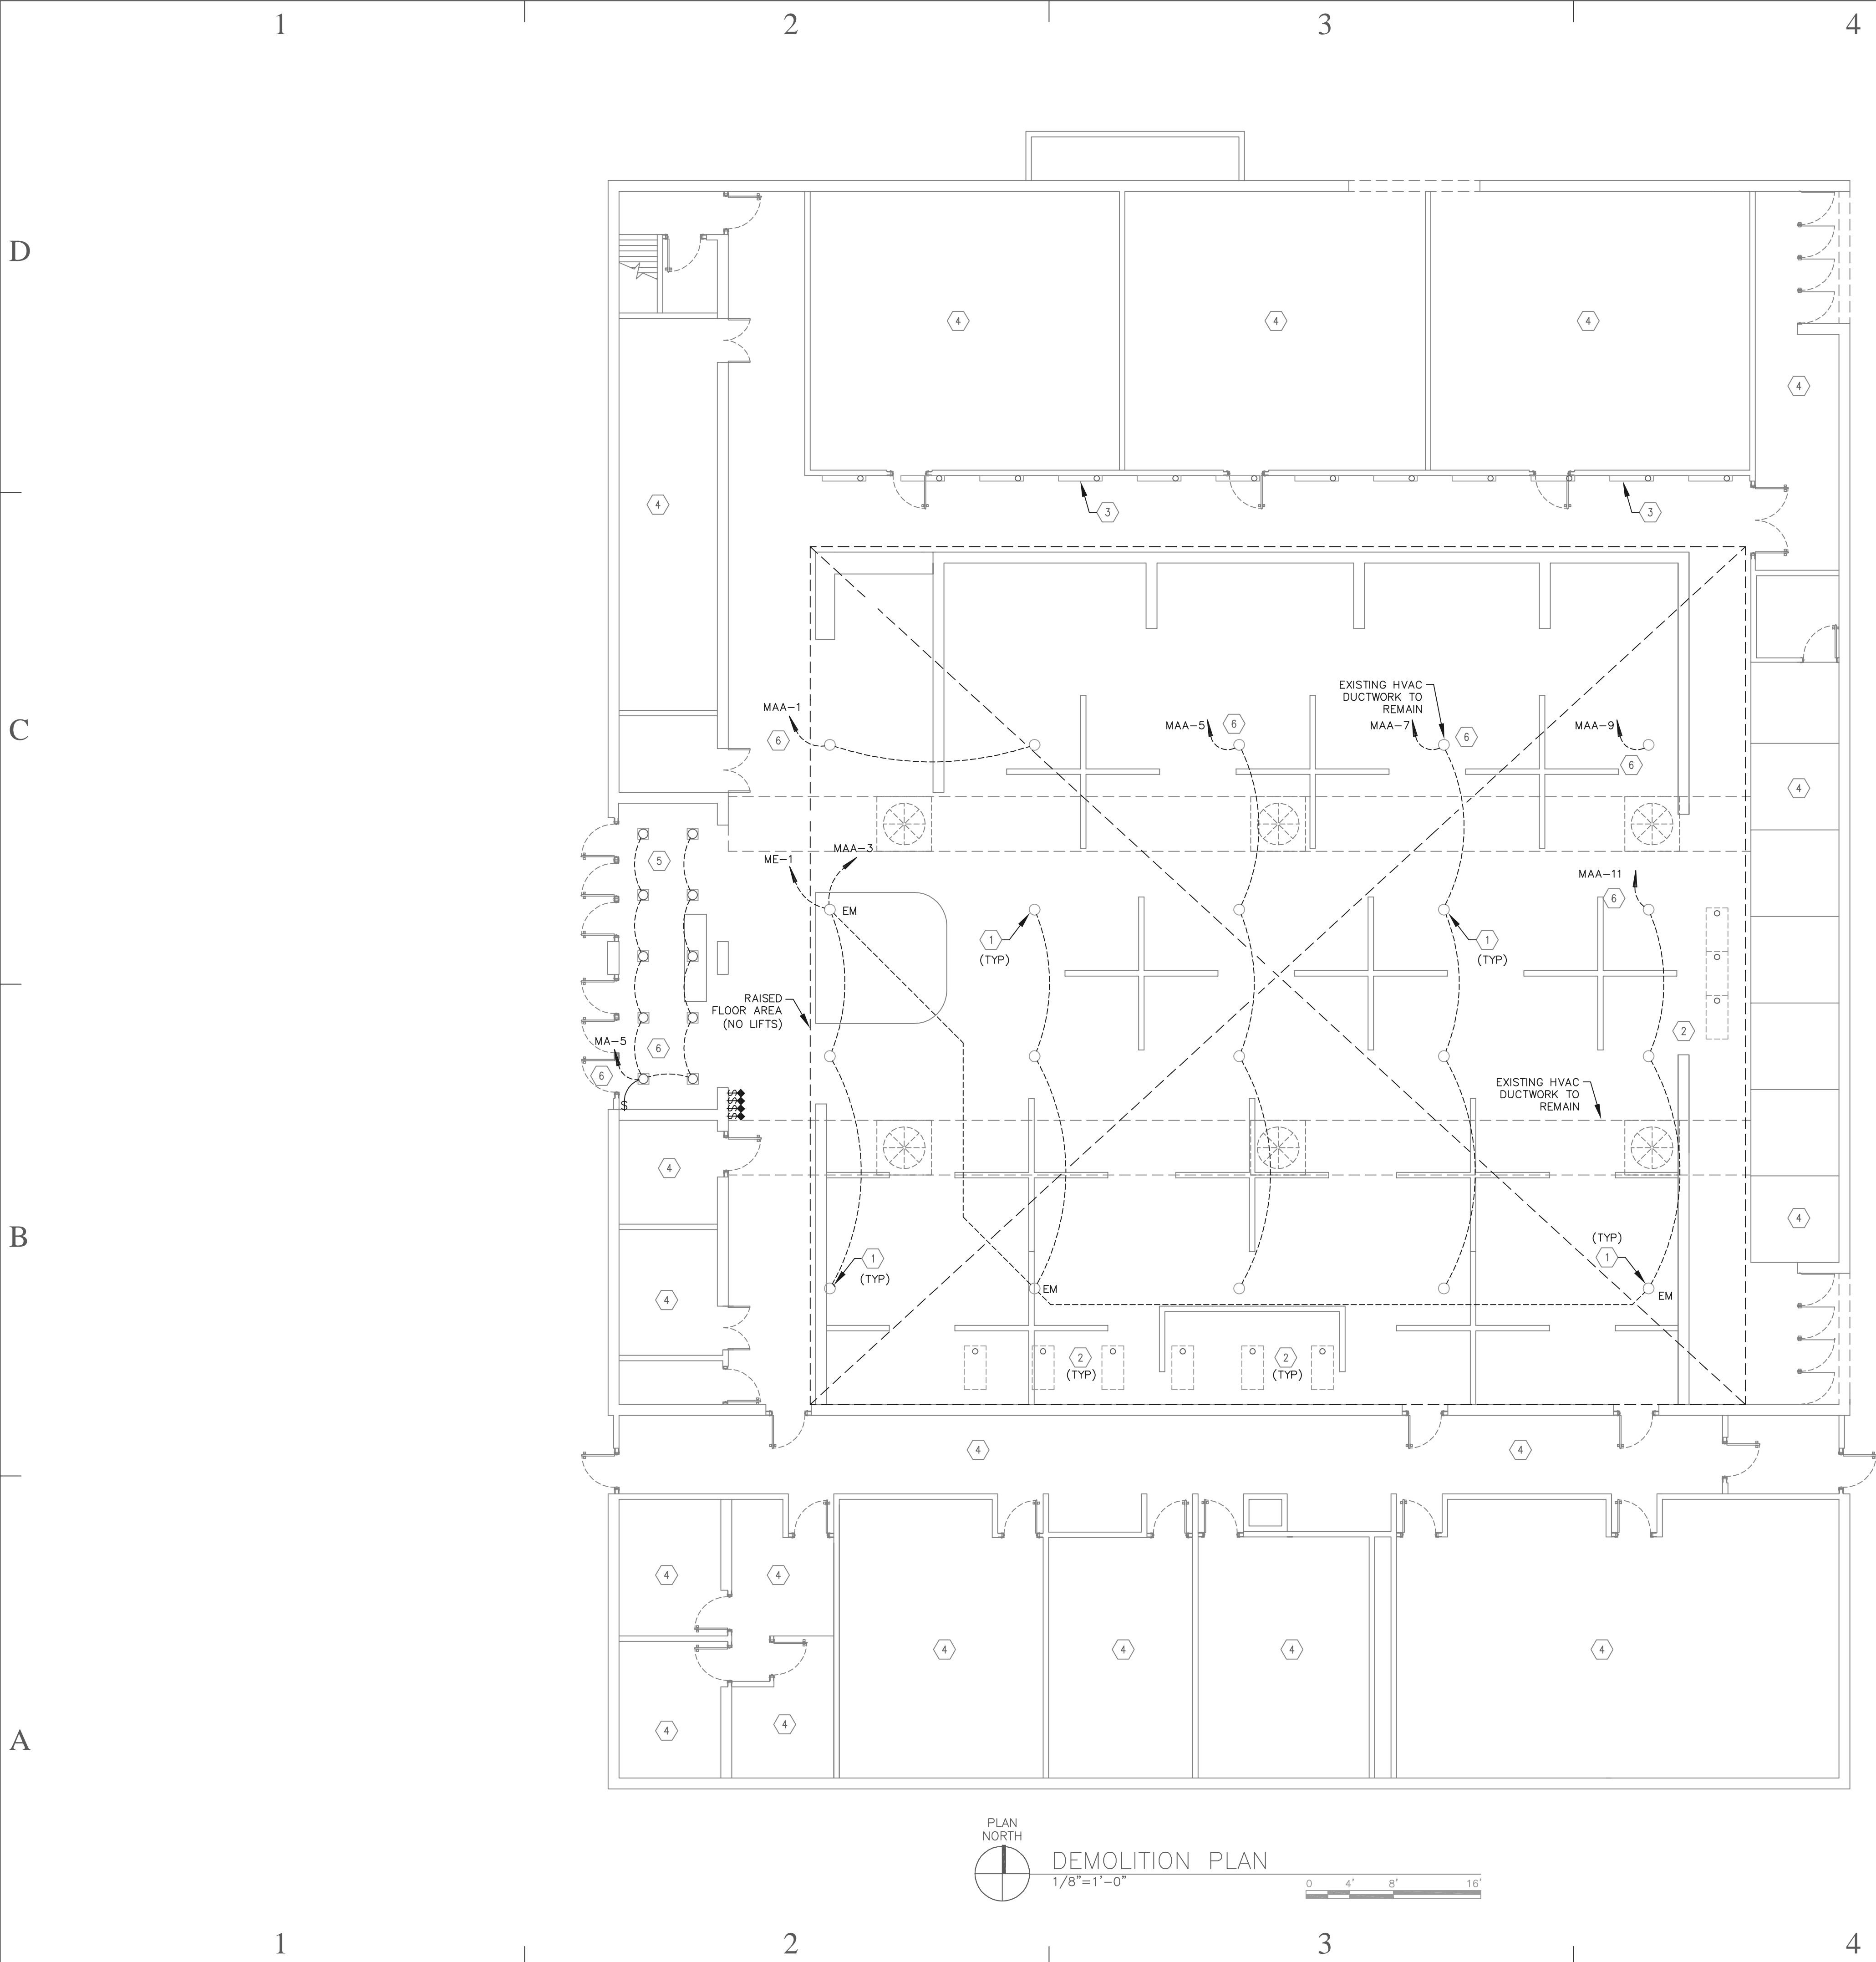 1 2 3 4
D
4 4 4
4
4
3 3
EXISTING HVAC
DUCTWORK TO
REMAIN
MAA-1
C
6
MAA-5 6
MAA-7 6
MAA-9
6
4
MAA-3
5 ME-1
MAA-11
6
EM
1
(TYP)
1
(TYP)
RAISED
FLOOR AREA
(NO LIFTS)
2
MA-5 6
6
$
EXISTING HVAC
DUCTWORK TO
REMAIN
$
$
$
$
4
4
B
(TYP)
1
1
(TYP)
EM
EM
4
2
(TYP)
2
(TYP)
4 4
4 4
4 4 4 4
4 4
A
PLAN
NORTH
DEMOLITION PLAN
1/8"=1'-0"
0 4' 8' 16'
1 2 3 4